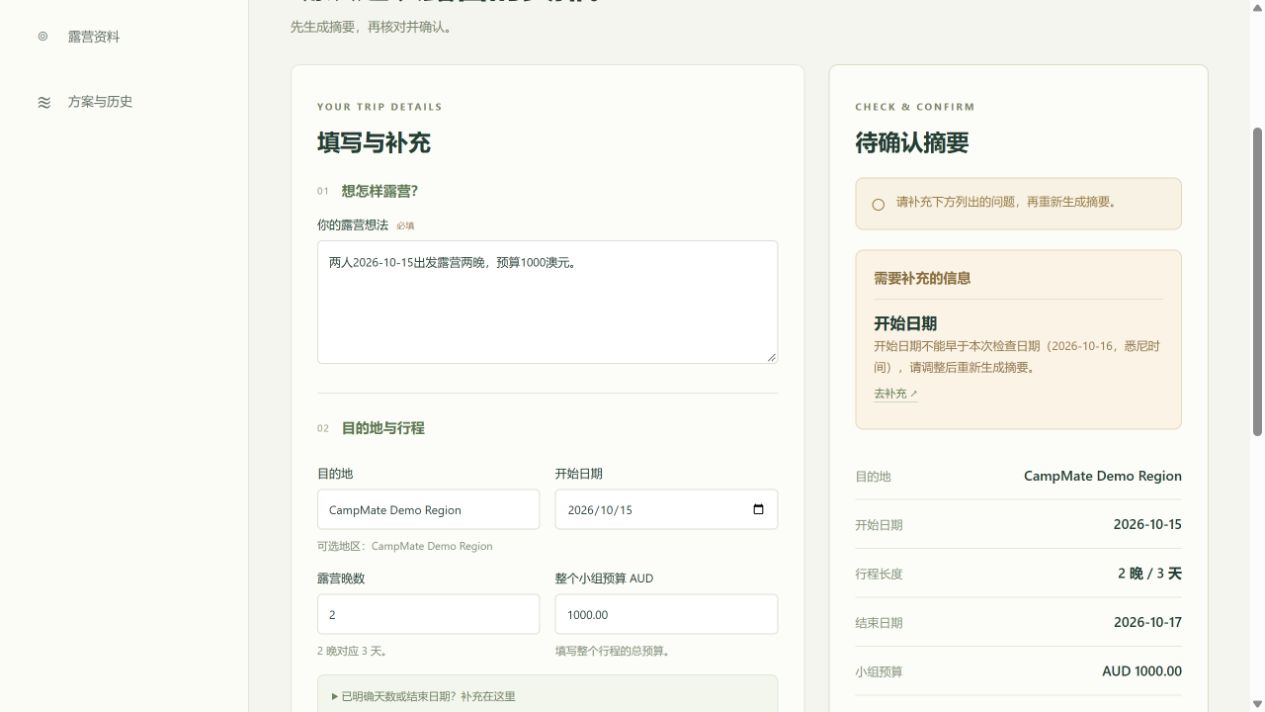 露营资料
方案与历史
先生成摘要，再核对并确认。
YOUR TRIP DETAILS
填写与补充
01 想怎样露营？
你的露营想法 必填
两人2026-10-15出发露营两晚，预算1000澳元。
02 目的地与行程
目的地
CampMate Demo Region
可选地区：CampMate Demo Region
开始日期
2026/10/15
露营晚数
2
2 晚对应 3 天。
整个小组预算 AUD
1000.00
填写整个行程的总预算。
已明确天数或结束日期？补充在这里
CHECK & CONFIRM
待确认摘要
请补充下方列出的问题，再重新生成摘要。
需要补充的信息
开始日期
开始日期不能早于本次检查日期（2026-10-16，悉尼时
间），请调整后重新生成摘要。
去补充 ↗
目的地 CampMate Demo Region
开始日期 2026-10-15
行程长度 2 晚 / 3 天
结束日期 2026-10-17
小组预算 AUD 1000.00